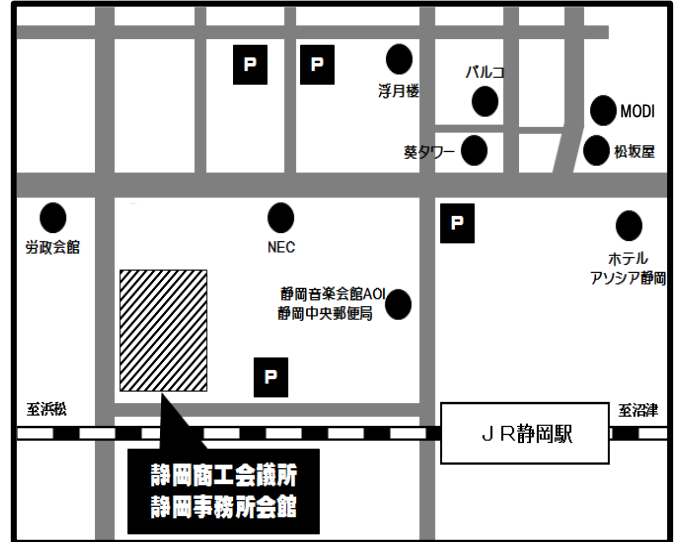 P
P
浮月楼
パルコ
MODI
葵タワー
松坂屋
労政会館
NEC
P
ホテル
アソシア静岡
静岡音楽会館AOI
静岡中央郵便局
P
至浜松
至沼津
JR静岡駅
静岡商工会議所
静岡事務所会館